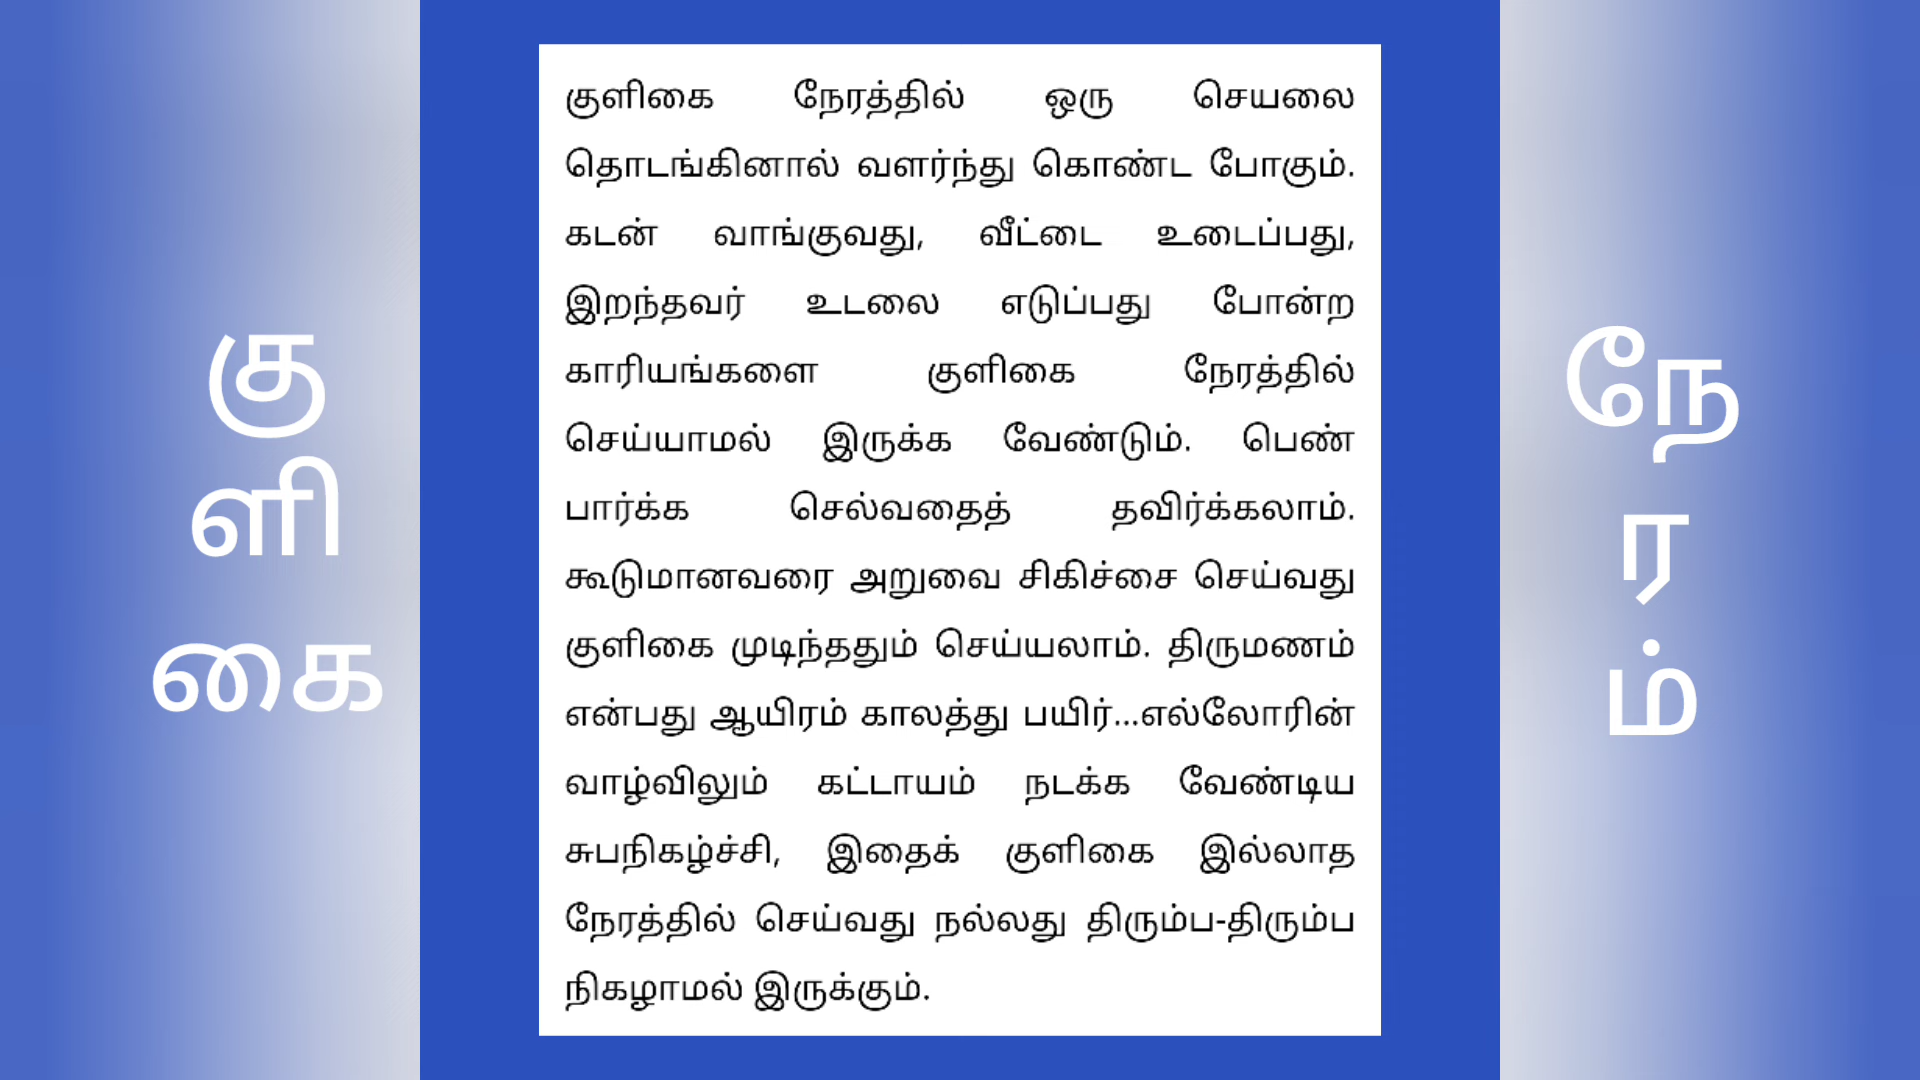 கு
ளி
கை
குளிகை நேரத்தில் ஒரு செயலை
தொடங்கினால் வளர்ந்து கொண்ட போகும்.
கடன் வாங்குவது, வீட்டை உடைப்பது,
இறந்தவர் உடலை எடுப்பது போன்ற
காரியங்களை குளிகை நேரத்தில்
செய்யாமல் இருக்க வேண்டும். பெண்
பார்க்க செல்வதைத் தவிர்க்கலாம்.
கூடுமானவரை அறுவை சிகிச்சை செய்வது
குளிகை முடிந்ததும் செய்யலாம். திருமணம்
என்பது ஆயிரம் காலத்து பயிர்...எல்லோரின்
வாழ்விலும் கட்டாயம் நடக்க வேண்டிய
சுபநிகழ்ச்சி, இதைக் குளிகை இல்லாத
நேரத்தில் செய்வது நல்லது திரும்ப-திரும்ப
நிகழாமல் இருக்கும்.
நே
ர
ம்